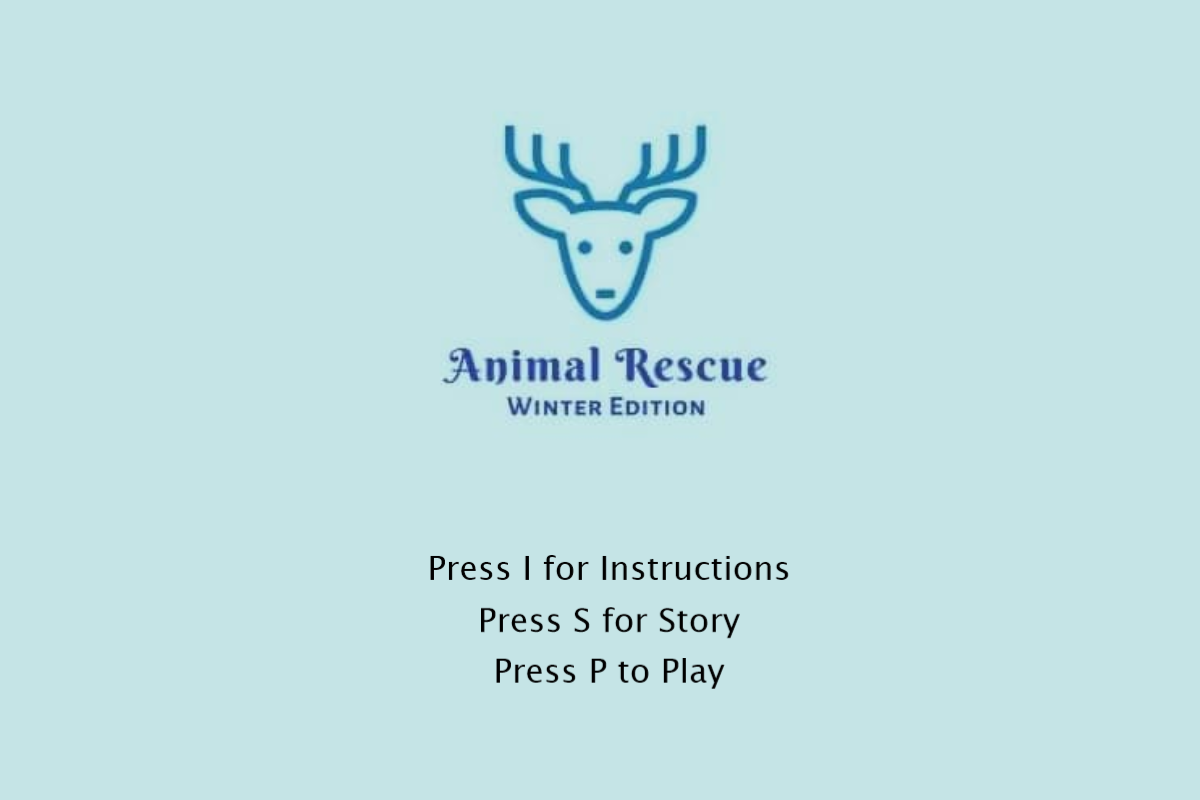 Animal Rescue
Winter Edition
Press I for Instructions
Press S for Story
Press P to Play